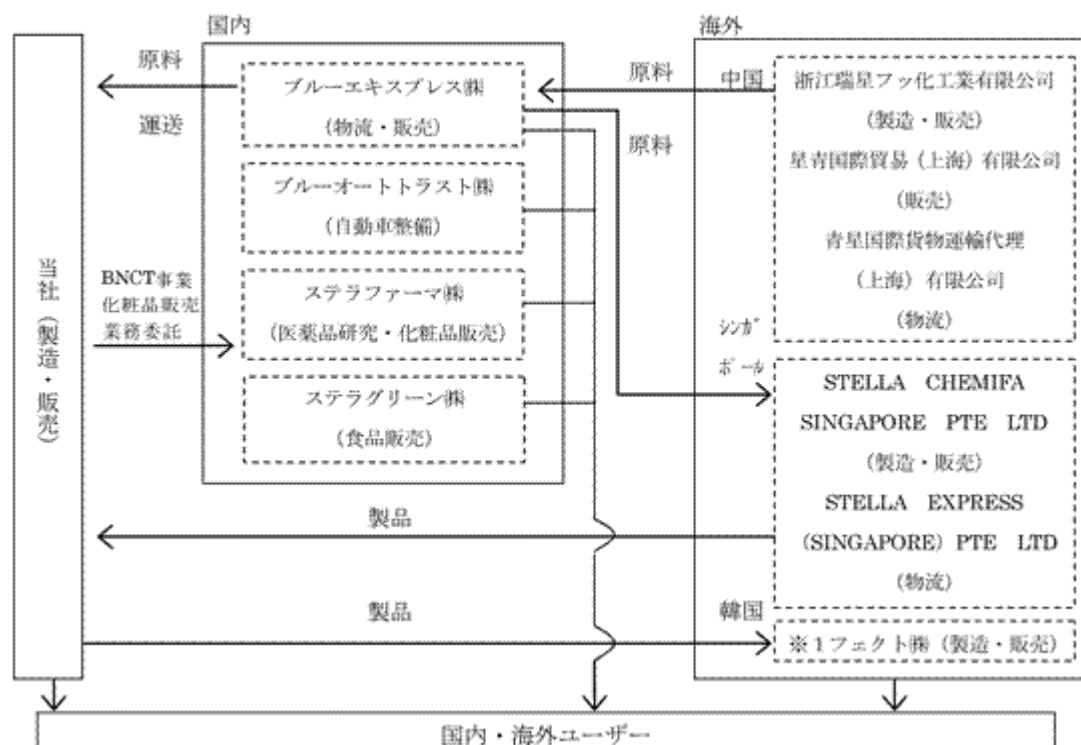 国内
海外
当社（製造・販売）
原料
運送
ブルーエキスプレス㈱
（物流・販売）
ブルーオートトラスト㈱
（自動車整備）
BNCT事業
化粧品販売
業務委託
ステラファーマ㈱
（医薬品研究・化粧品販売）
ステラグリーン㈱
（食品販売）
原料
原料
中国
浙江瑞星フッ化工業有限公司
（製造・販売）
星青国際貿易（上海）有限公司
（販売）
青星国際貨物運輸代理
（上海）有限公司
（物流）
シンガ
ポール
STELLA CHEMIFA
SINGAPORE PTE LTD
（製造・販売）
STELLA EXPRESS
（SINGAPORE）PTE LTD
（物流）
製品
製品
韓国
※１フェクト㈱（製造・販売）
国内・海外ユーザー